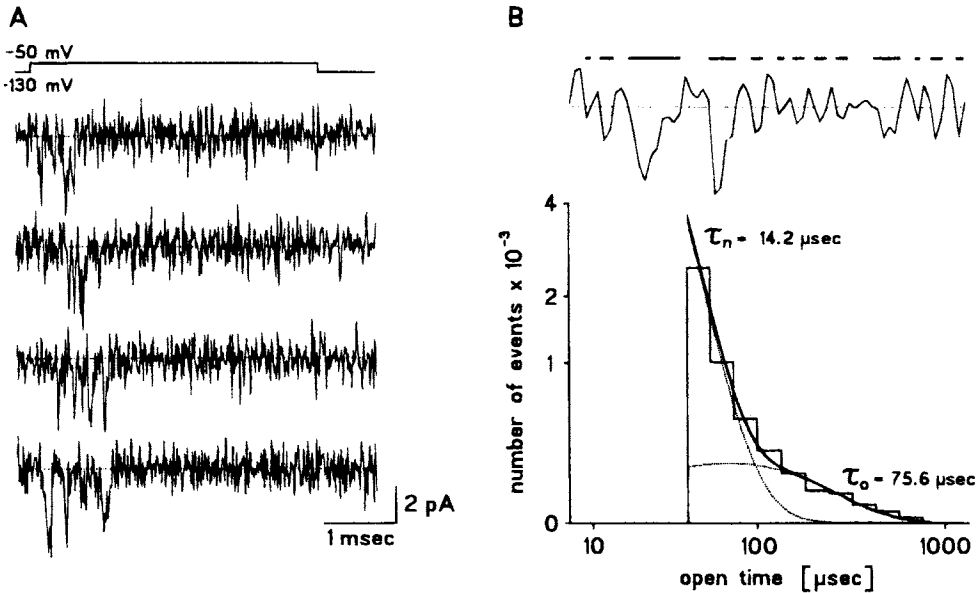 A
-50 mV
-130 mV
2 pA
1 msec
B
4
2
1
0
number of events x 10⁻³
τn = 14.2 µsec
τo = 75.6 µsec
10 100 1000
open time [µsec]